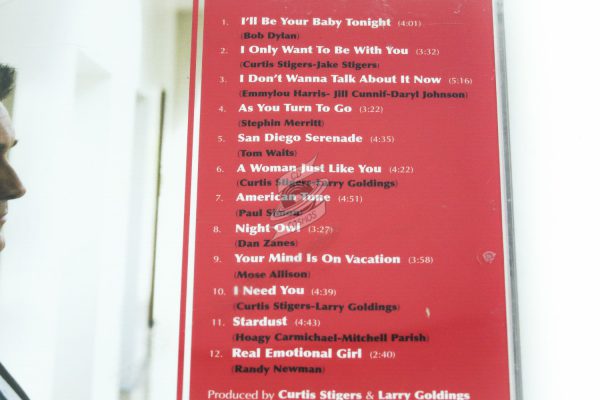 1. I'll Be Your Baby Tonight (4:01)
(Bob Dylan)
2. I Only Want To Be With You (3:32)
(Curtis Stigers-Jake Stigers)
3. I Don't Wanna Talk About It Now (5:16)
(Emmylou Harris- Jill Cunnif-Daryl Johnson)
4. As You Turn To Go (3:22)
(Stephin Merritt)
5. San Diego Serenade (4:35)
(Tom Waits)
6. A Woman Just Like You (4:22)
(Curtis Stigers-Larry Goldings)
7. American Tune (4:51)
(Paul Simon)
8. Night Owl (3:27)
(Dan Zanes)
9. Your Mind Is On Vacation (3:58)
(Mose Allison)
10. I Need You (4:39)
(Curtis Stigers-Larry Goldings)
11. Stardust (4:43)
(Hoagy Carmichael-Mitchell Parish)
12. Real Emotional Girl (2:40)
(Randy Newman)
Produced by Curtis Stigers & Larry Goldings